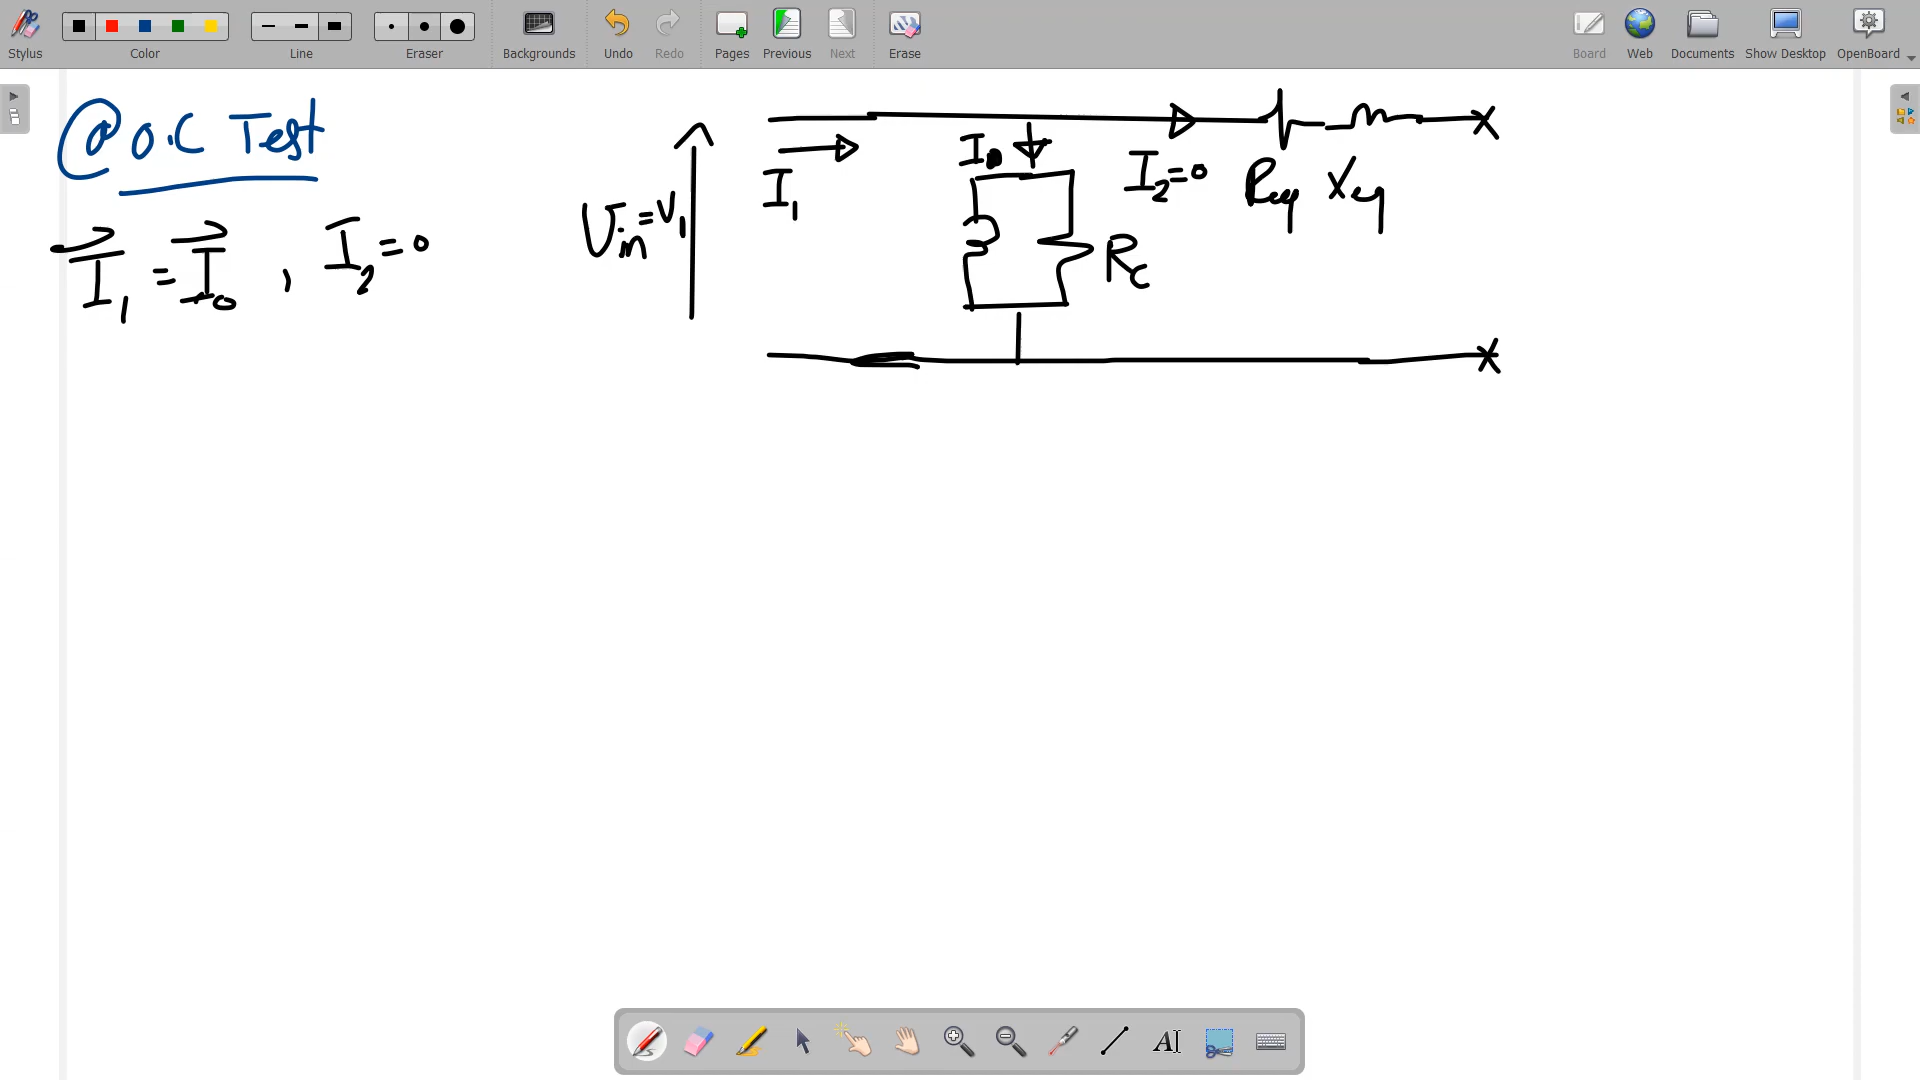 Stylus Color Line Eraser Backgrounds Undo Redo Pages Previous Next Erase Board Web Documents Show Desktop OpenBoard
@ O.C Test
I₁ = I₀ , I₂ = 0
Vin = V₁
I₁
I₀
I₂ = 0
Req Xeq
Rc